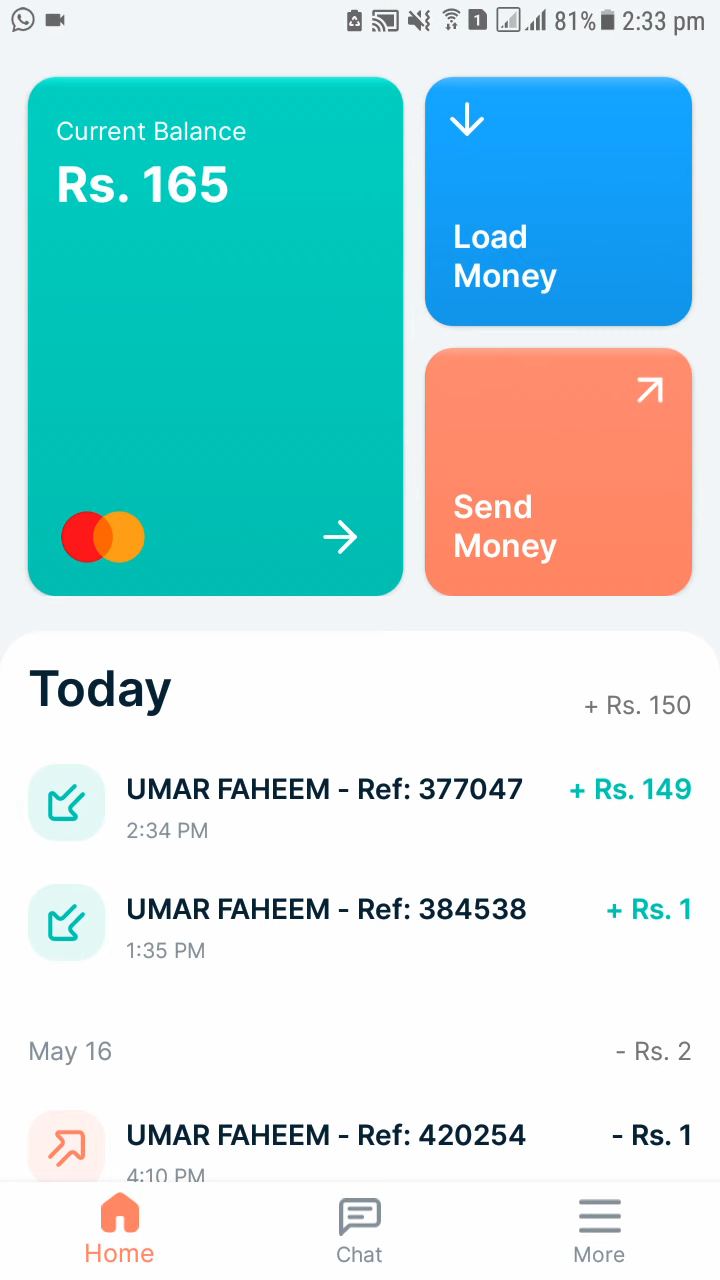 1 81% 2:33 pm
Current Balance
Rs. 165
Load
Money
Send
Money
Today
+ Rs. 150
UMAR FAHEEM - Ref: 377047 + Rs. 149
2:34 PM
UMAR FAHEEM - Ref: 384538 + Rs. 1
1:35 PM
May 16 - Rs. 2
UMAR FAHEEM - Ref: 420254 - Rs. 1
4:10 PM
Home Chat More